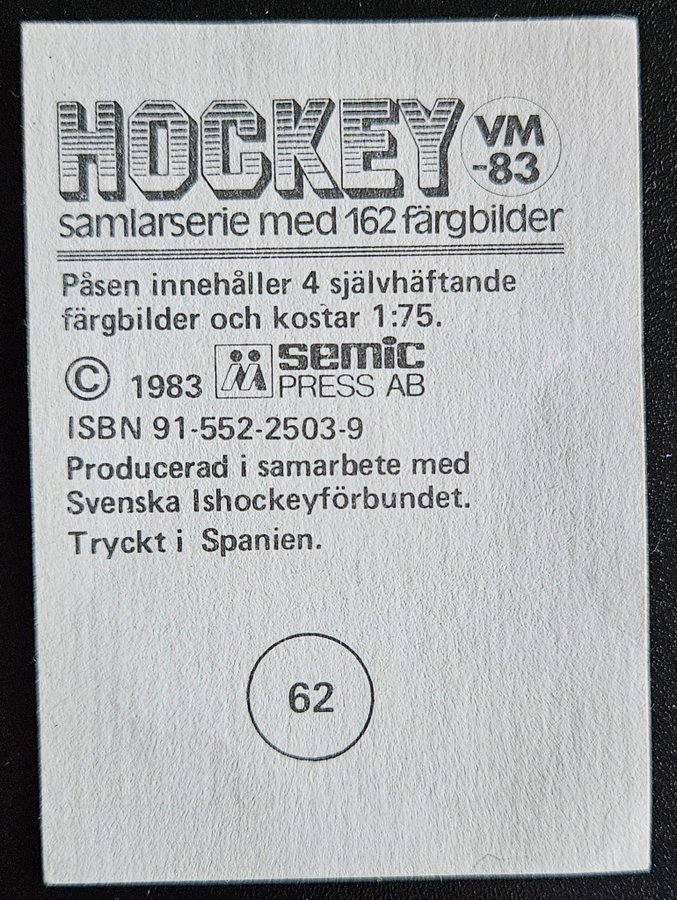 HOCKEY VM
-83
samlarserie med 162 färgbilder
Påsen innehåller 4 självhäftande
färgbilder och kostar 1:75.
© 1983 semic
PRESS AB
ISBN 91-552-2503-9
Producerad i samarbete med
Svenska Ishockeyförbundet.
Tryckt i Spanien.
62